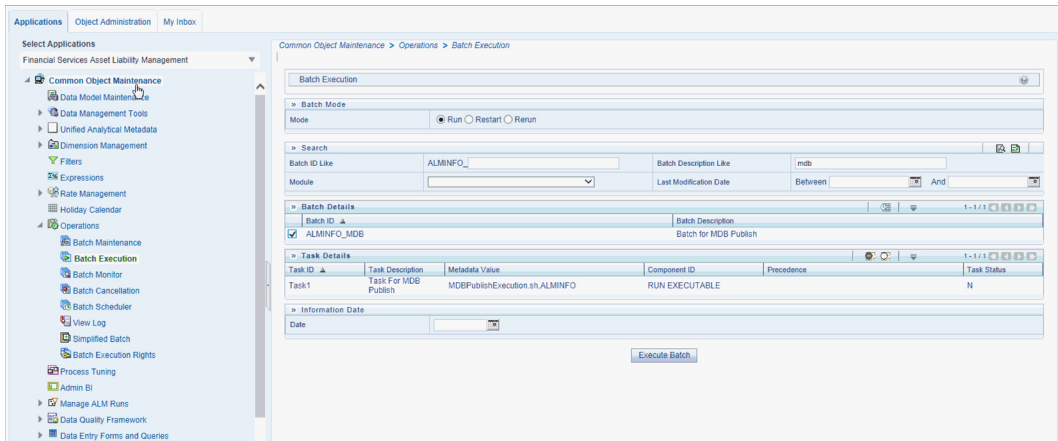 Applications Object Administration My Inbox
Select Applications
Financial Services Asset Liability Management
Common Object Maintenance
Data Model Maintenance
Data Management Tools
Unified Analytical Metadata
Dimension Management
Filters
Expressions
Rate Management
Holiday Calendar
Operations
Batch Maintenance
Batch Execution
Batch Monitor
Batch Cancellation
Batch Scheduler
View Log
Simplified Batch
Batch Execution Rights
Process Tuning
Admin BI
Manage ALM Runs
Data Quality Framework
Data Entry Forms and Queries
Common Object Maintenance > Operations > Batch Execution
Batch Execution
» Batch Mode
Mode Run Restart Rerun
» Search
Batch ID Like ALMINFO_ Batch Description Like mdb
Module Last Modification Date Between And
» Batch Details 1 - 1 / 1
Batch ID Batch Description
ALMINFO_MDB Batch for MDB Publish
» Task Details 1 - 1 / 1
Task ID Task Description Metadata Value Component ID Precedence Task Status
Task1 Task For MDB Publish MDBPublishExecution.sh,ALMINFO RUN EXECUTABLE N
» Information Date
Date
Execute Batch